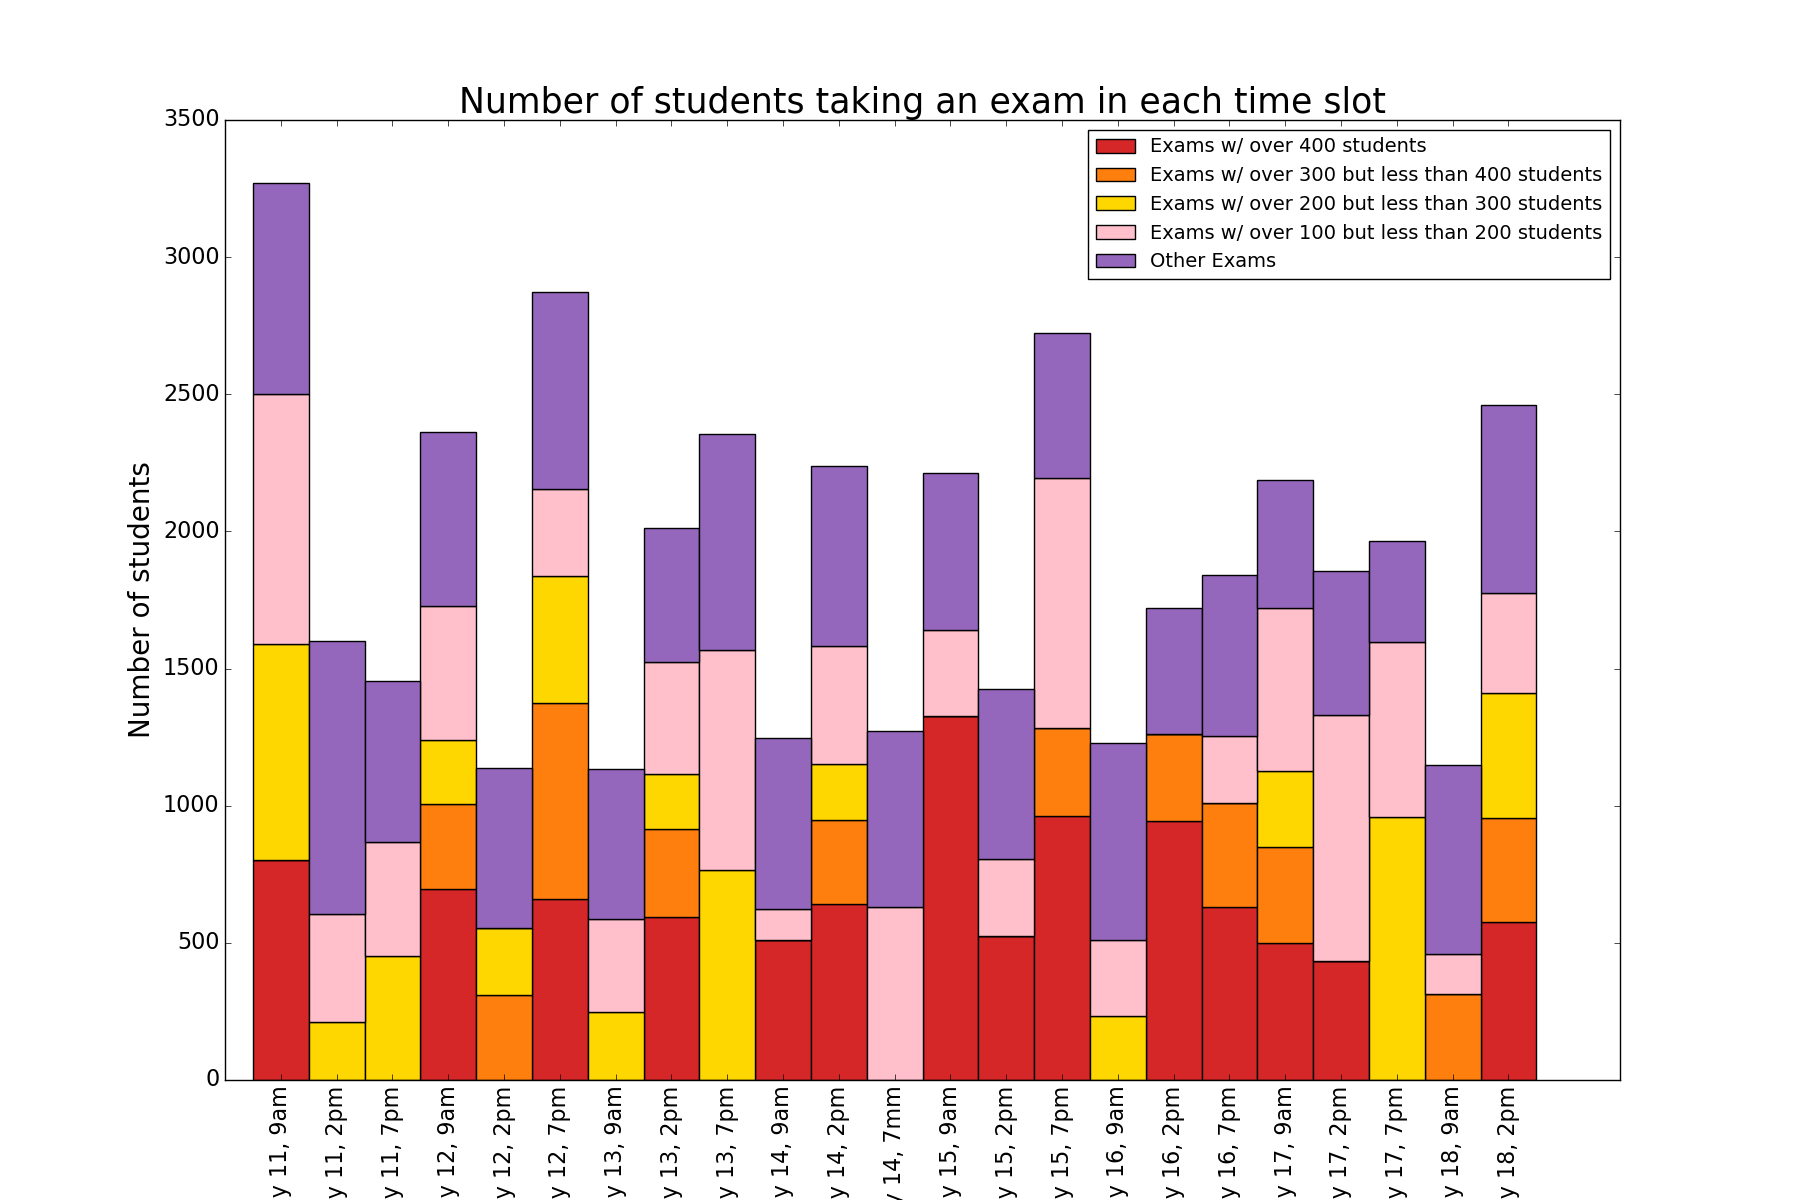 Number of students taking an exam in each time slot
Exams w/ over 400 students
Exams w/ over 300 but less than 400 students
Exams w/ over 200 but less than 300 students
Exams w/ over 100 but less than 200 students
Other Exams
Number of students
3500
3000
2500
2000
1500
1000
500
0
y 11, 9am
y 11, 2pm
y 11, 7pm
y 12, 9am
y 12, 2pm
y 12, 7pm
y 13, 9am
y 13, 2pm
y 13, 7pm
y 14, 9am
y 14, 2pm
y 14, 7mm
y 15, 9am
y 15, 2pm
y 15, 7pm
y 16, 9am
y 16, 2pm
y 16, 7pm
y 17, 9am
y 17, 2pm
y 17, 7pm
y 18, 9am
y 18, 2pm